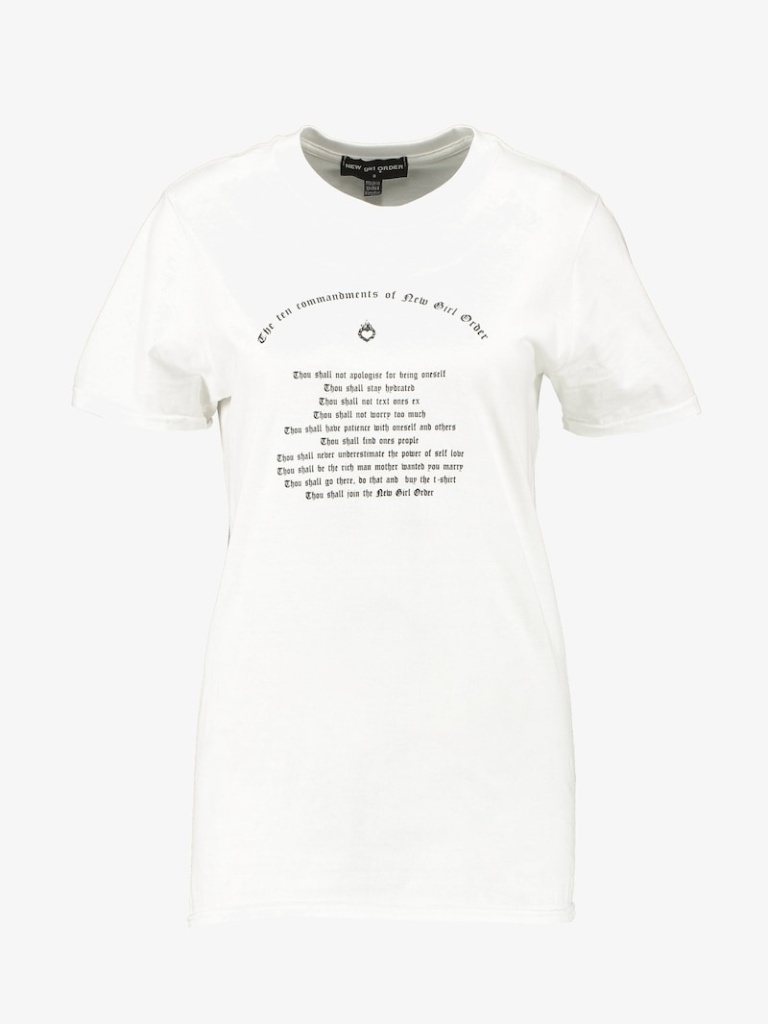 NEW girl ORDER
The ten commandments of New Girl Order
Thou shall not apologise for being oneself
Thou shall stay hydrated
Thou shall not text ones ex
Thou shall not worry too much
Thou shall have patience with oneself and others
Thou shall find ones people
Thou shall never underestimate the power of self love
Thou shall be the rich man mother wanted you marry
Thou shall go there, do that and buy the t-shirt
Thou shall join the New Girl Order